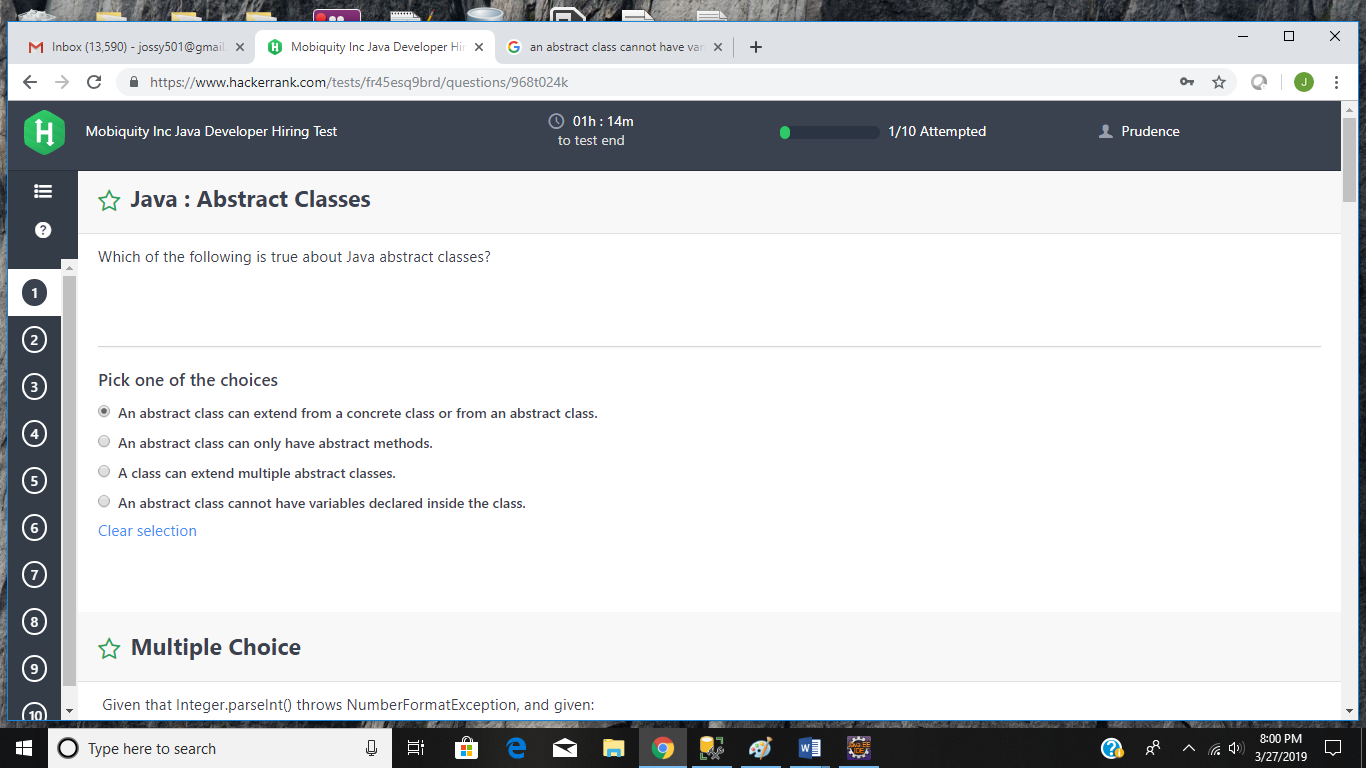 Inbox (13,590) - jossy501@gmail
Mobiquity Inc Java Developer Hir
an abstract class cannot have var
https://www.hackerrank.com/tests/fr45esq9brd/questions/968t024k
J
H
Mobiquity Inc Java Developer Hiring Test
01h : 14m
to test end
1/10 Attempted
Prudence
Java : Abstract Classes
Which of the following is true about Java abstract classes?
1
2
3
4
5
6
7
8
9
10
Pick one of the choices
An abstract class can extend from a concrete class or from an abstract class.
An abstract class can only have abstract methods.
A class can extend multiple abstract classes.
An abstract class cannot have variables declared inside the class.
Clear selection
Multiple Choice
Given that Integer.parseInt() throws NumberFormatException, and given:
Type here to search
8:00 PM
3/27/2019